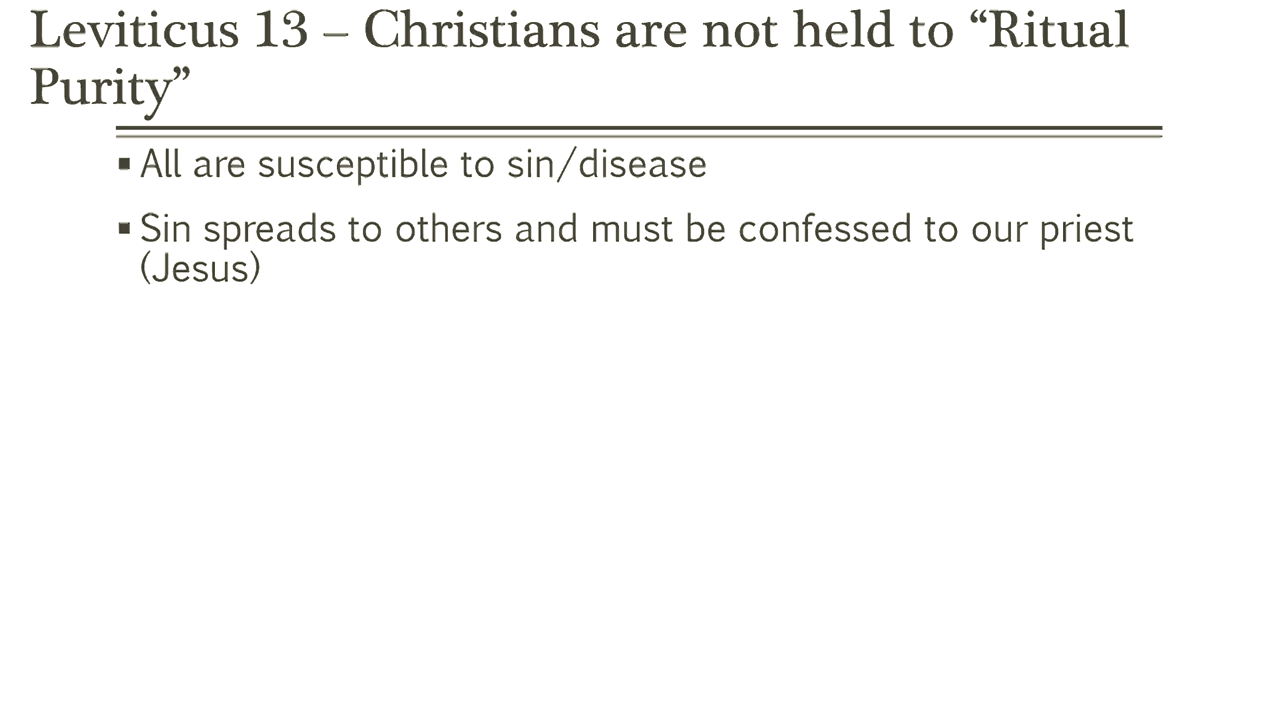 Leviticus 13 – Christians are not held to “Ritual
Purity”
▪ All are susceptible to sin/disease
▪ Sin spreads to others and must be confessed to our priest
(Jesus)